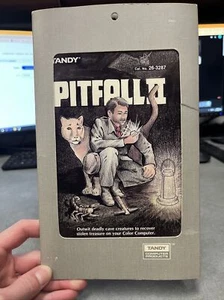 TANDY®
Cat. No. 26-3287
PITFALL II
Outwit deadly cave creatures to recover
stolen treasure on your Color Computer.
TANDY
COMPUTER
PRODUCTS